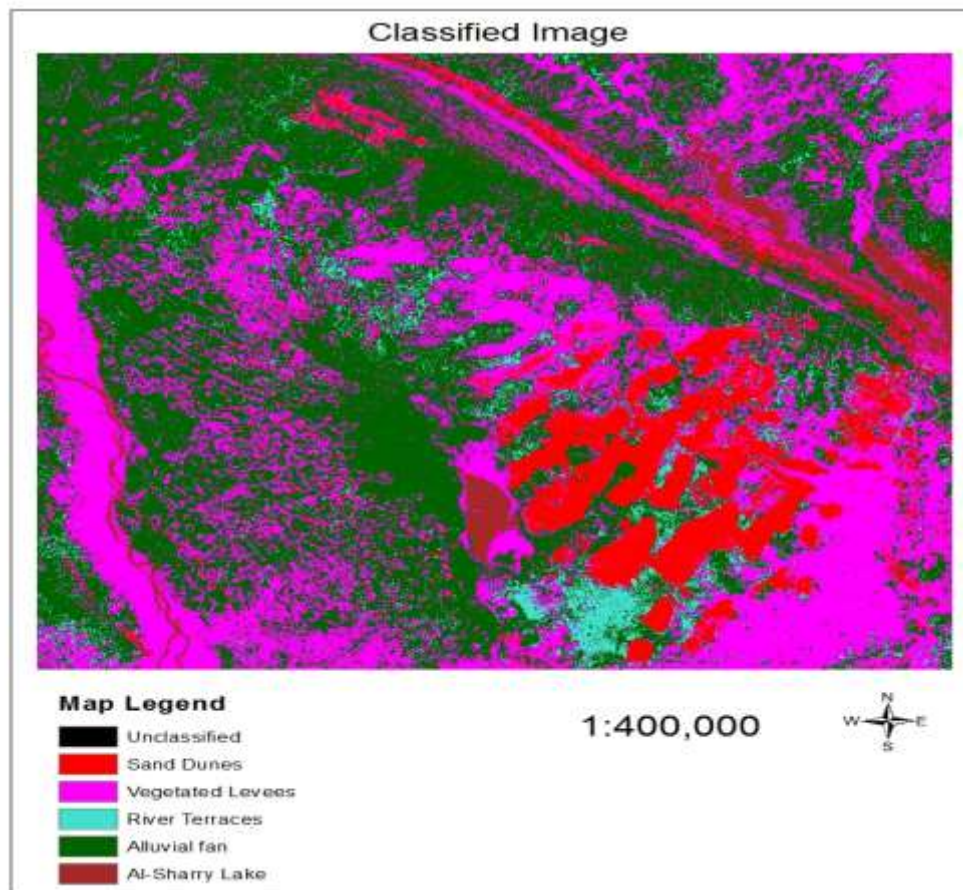 Classified Image
Map Legend
Unclassified
Sand Dunes
Vegetated Levees
River Terraces
Alluvial fan
Al-Sharry Lake
1:400,000
N
W E
S